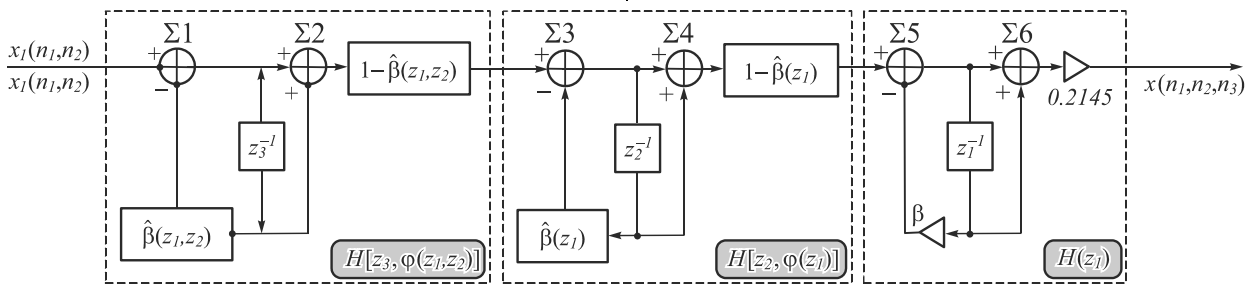 Σ1
Σ2
Σ3
Σ4
Σ5
Σ6
x₁(n₁,n₂)
x₁(n₁,n₂)
+
−
+
+
1−β̂(z₁,z₂)
z₃⁻¹
β̂(z₁,z₂)
H[z₃,φ(z₁,z₂)]
+
−
+
+
1−β̂(z₁)
z₂⁻¹
β̂(z₁)
H[z₂,φ(z₁)]
+
−
+
+
0.2145
x(n₁,n₂,n₃)
z₁⁻¹
β
H(z₁)